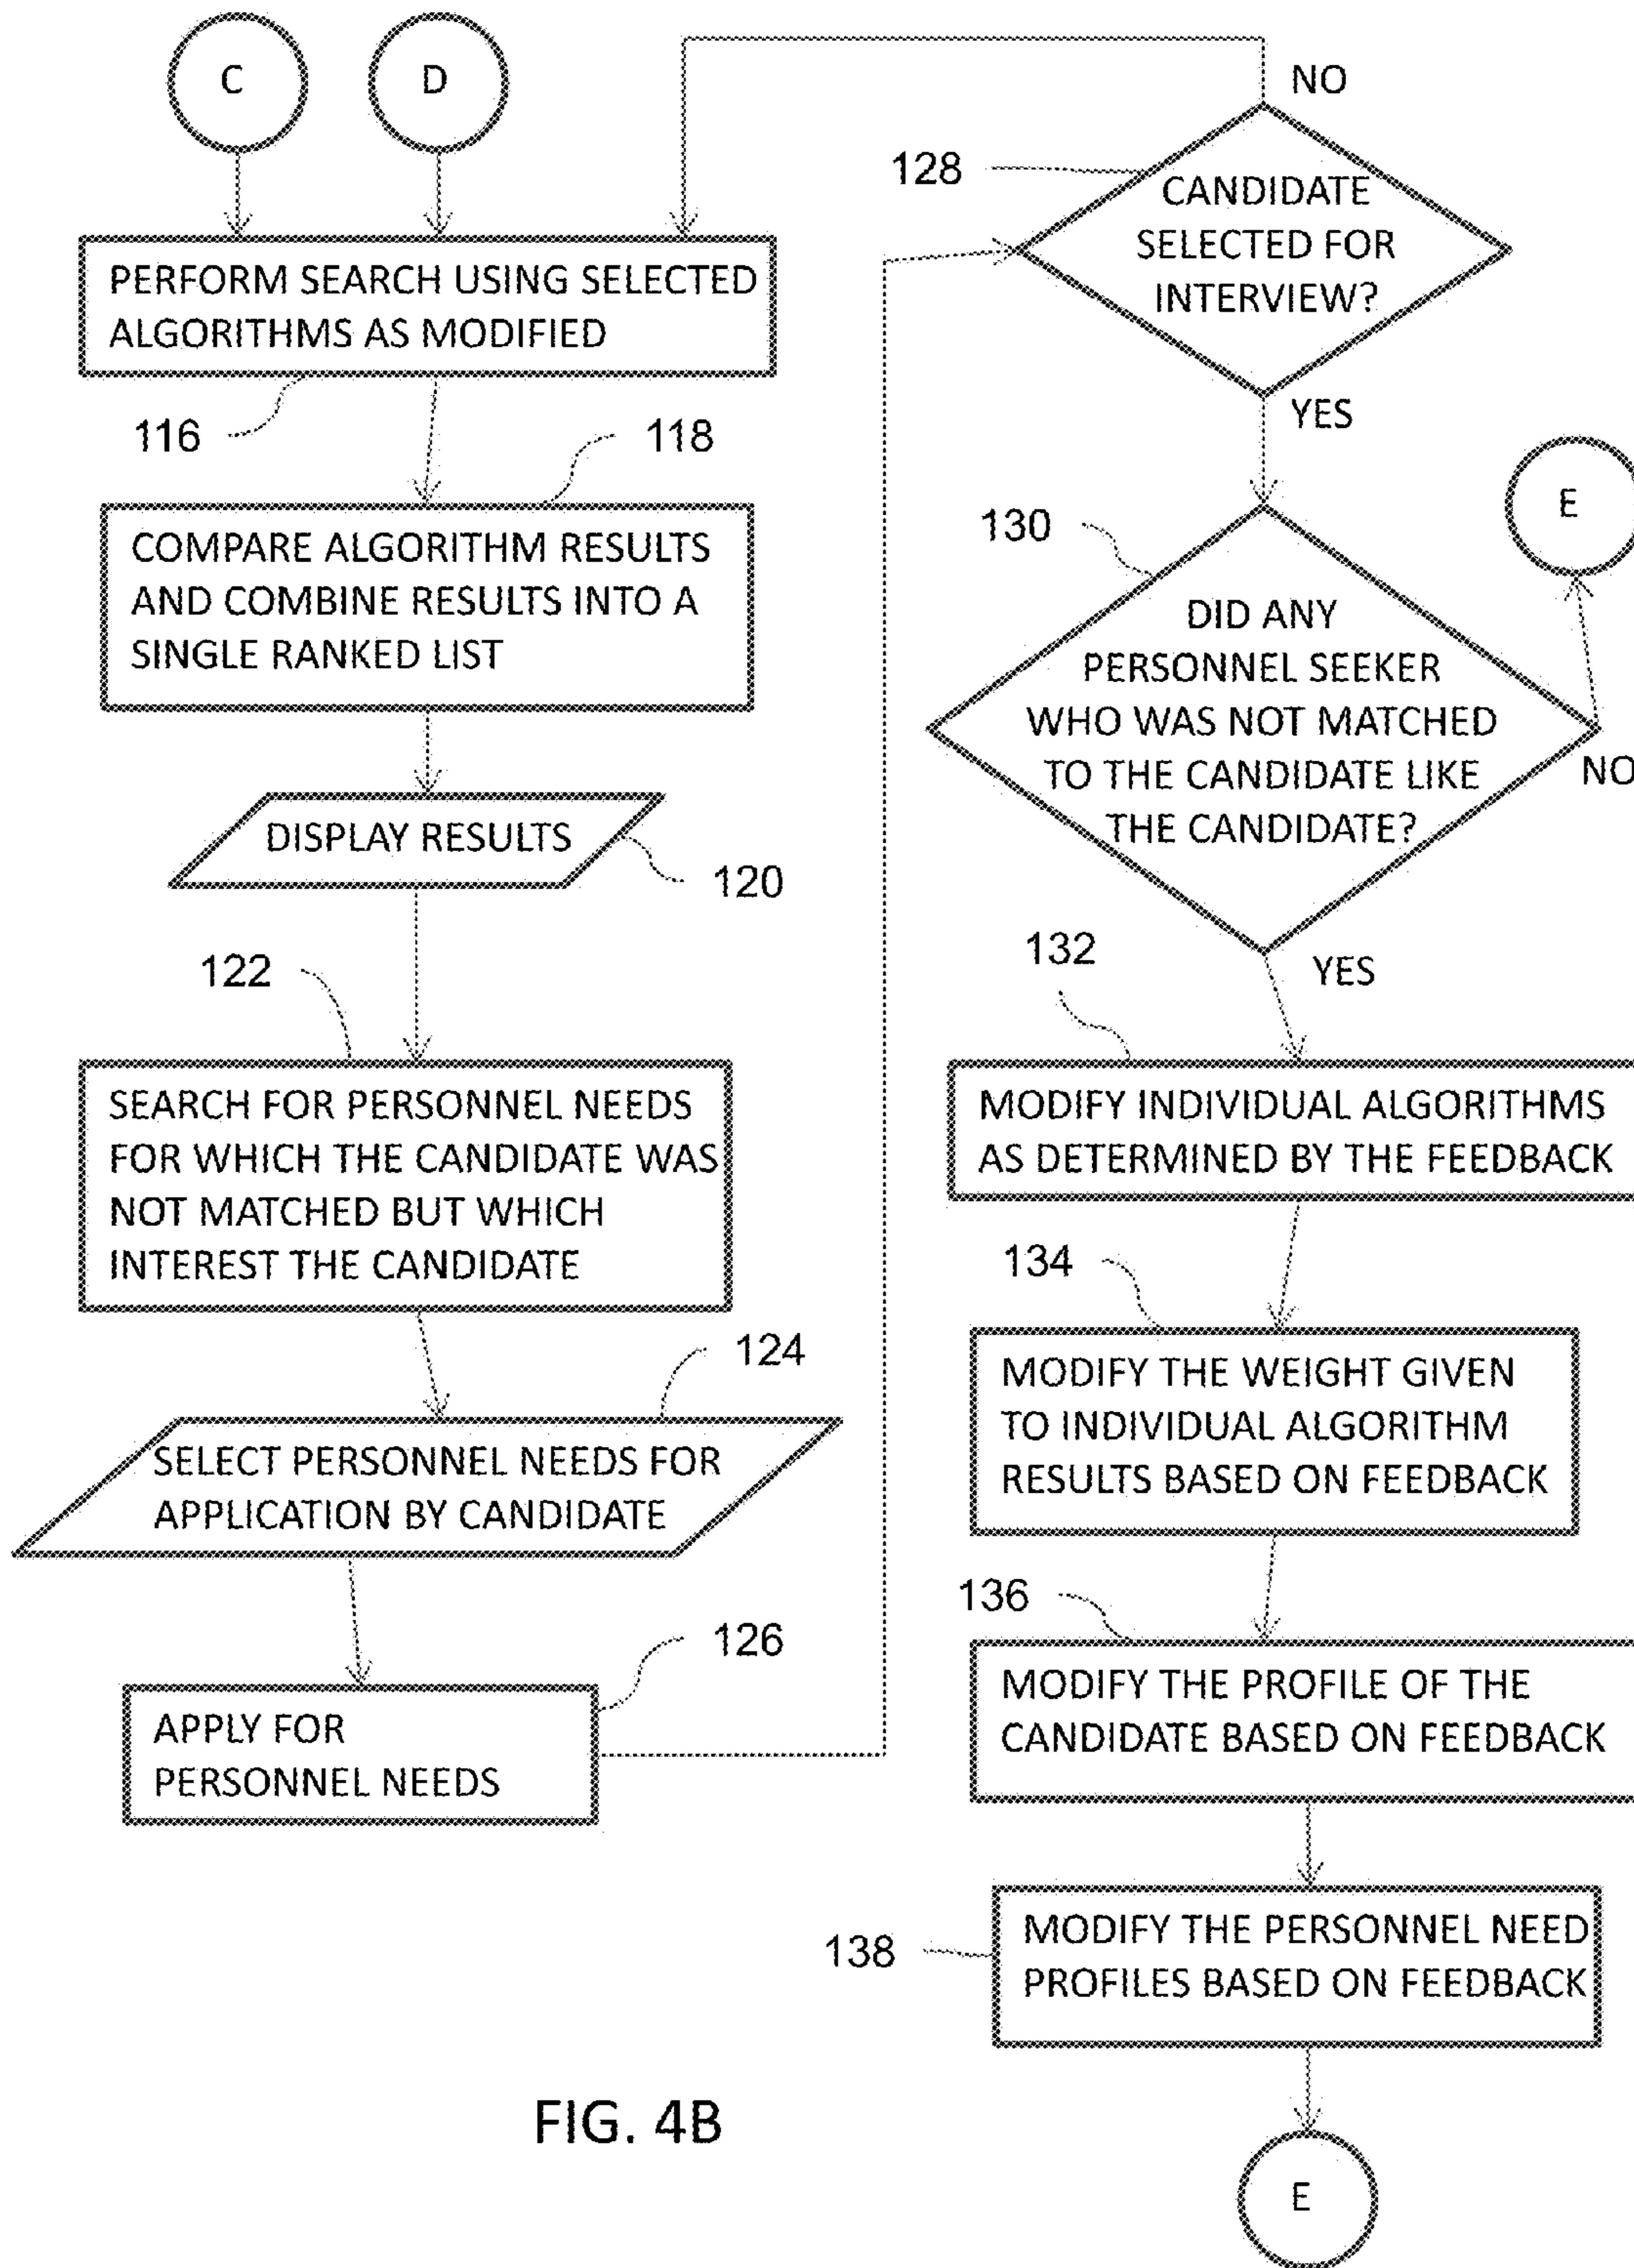 C
D
PERFORM SEARCH USING SELECTED
ALGORITHMS AS MODIFIED
116
118
COMPARE ALGORITHM RESULTS
AND COMBINE RESULTS INTO A
SINGLE RANKED LIST
DISPLAY RESULTS
120
122
SEARCH FOR PERSONNEL NEEDS
FOR WHICH THE CANDIDATE WAS
NOT MATCHED BUT WHICH
INTEREST THE CANDIDATE
124
SELECT PERSONNEL NEEDS FOR
APPLICATION BY CANDIDATE
126
APPLY FOR
PERSONNEL NEEDS
NO
128
CANDIDATE
SELECTED FOR
INTERVIEW?
YES
E
130
DID ANY
PERSONNEL SEEKER
WHO WAS NOT MATCHED
TO THE CANDIDATE LIKE
THE CANDIDATE?
NO
132
YES
MODIFY INDIVIDUAL ALGORITHMS
AS DETERMINED BY THE FEEDBACK
134
MODIFY THE WEIGHT GIVEN
TO INDIVIDUAL ALGORITHM
RESULTS BASED ON FEEDBACK
136
MODIFY THE PROFILE OF THE
CANDIDATE BASED ON FEEDBACK
138
MODIFY THE PERSONNEL NEED
PROFILES BASED ON FEEDBACK
E
FIG. 4B